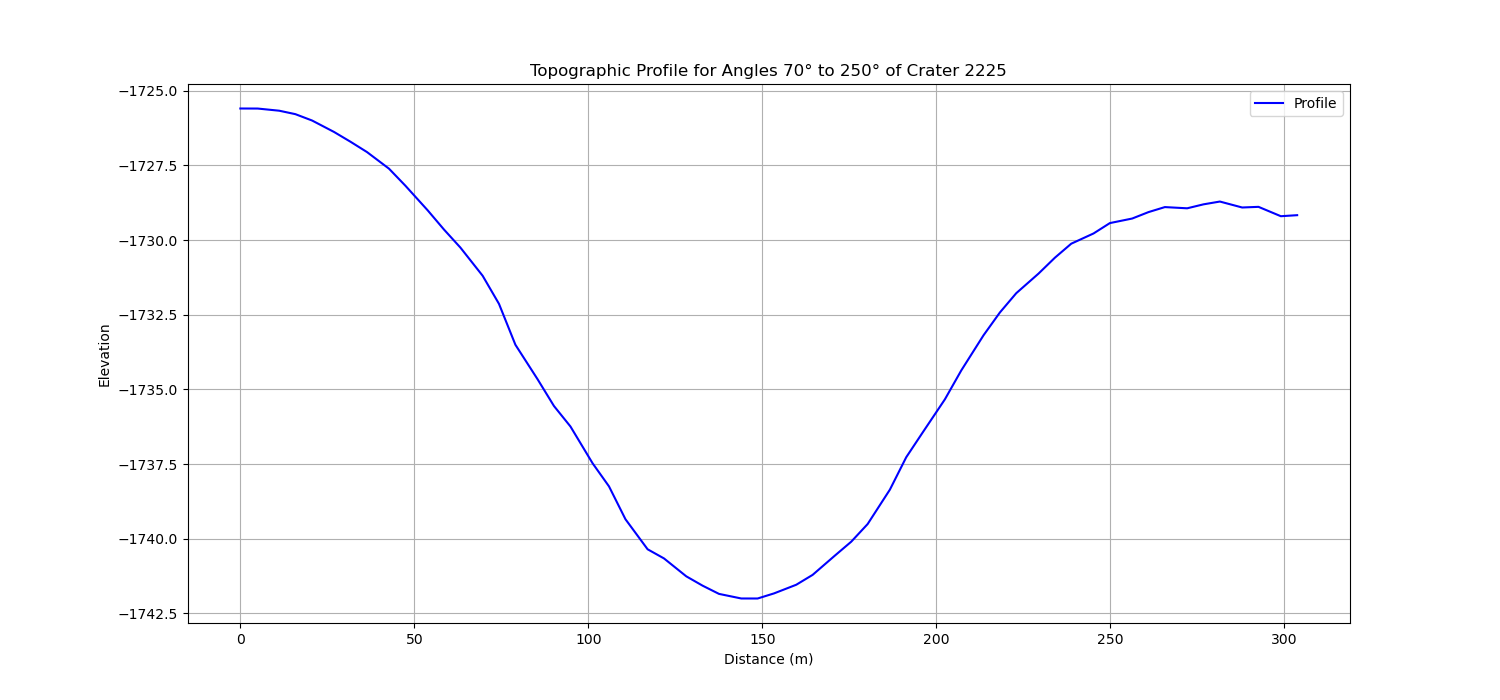 Topographic Profile for Angles 70° to 250° of Crater 2225
Profile
−1725.0
−1727.5
−1730.0
−1732.5
−1735.0
−1737.5
−1740.0
−1742.5
Elevation
0 50 100 150 200 250 300
Distance (m)